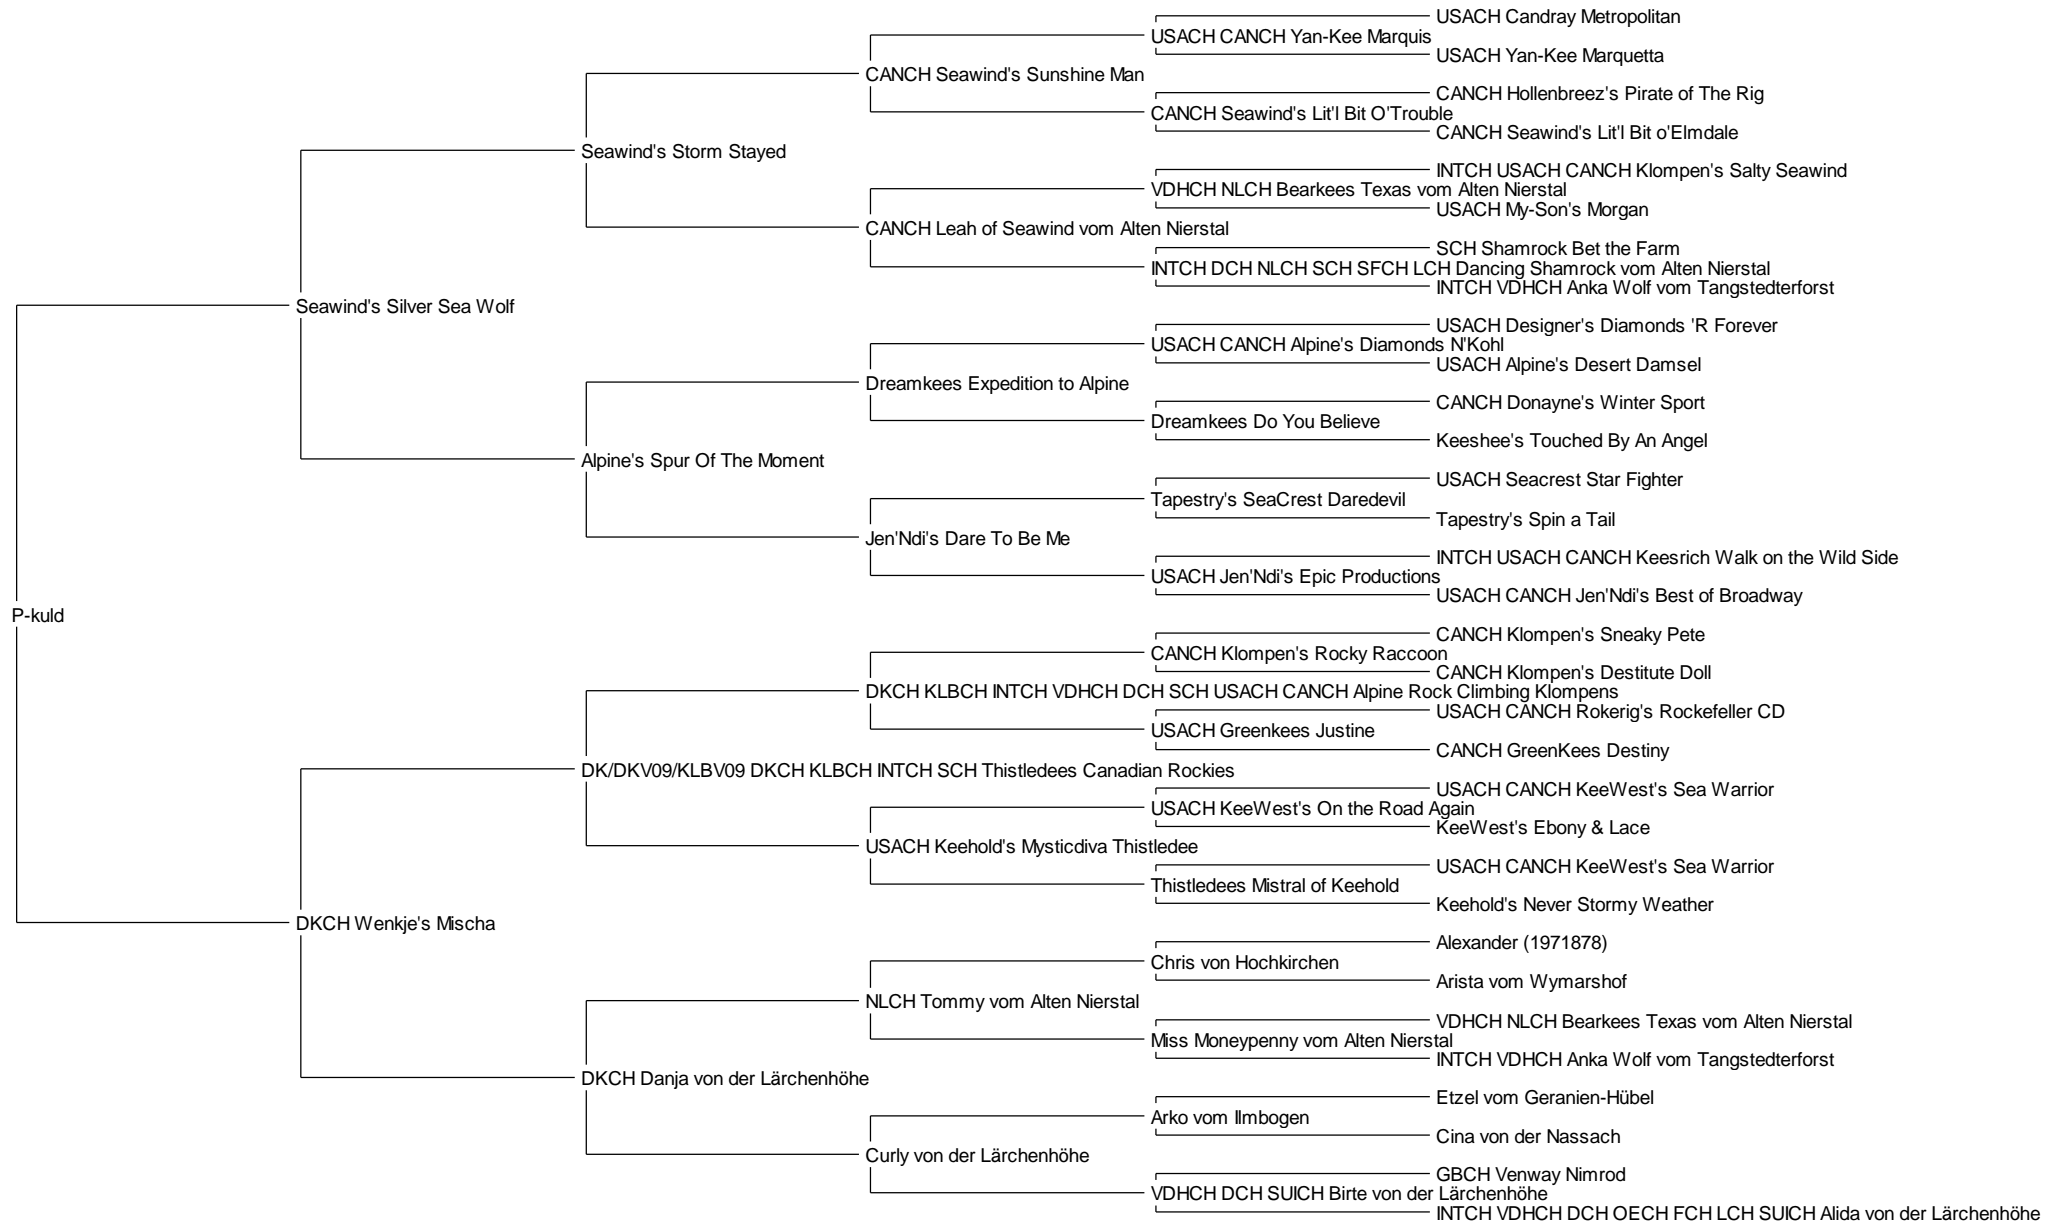 USACH Candray Metropolitan
USACH CANCH Yan-Kee Marquis
USACH Yan-Kee Marquetta
CANCH Seawind's Sunshine Man
CANCH Hollenbreez's Pirate of The Rig
CANCH Seawind's Lit'l Bit O'Trouble
CANCH Seawind's Lit'l Bit o'Elmdale
Seawind's Storm Stayed
INTCH USACH CANCH Klompen's Salty Seawind
VDHCH NLCH Bearkees Texas vom Alten Nierstal
USACH My-Son's Morgan
CANCH Leah of Seawind vom Alten Nierstal
SCH Shamrock Bet the Farm
INTCH DCH NLCH SCH SFCH LCH Dancing Shamrock vom Alten Nierstal
INTCH VDHCH Anka Wolf vom Tangstedterforst
Seawind's Silver Sea Wolf
USACH Designer's Diamonds 'R Forever
USACH CANCH Alpine's Diamonds N'Kohl
USACH Alpine's Desert Damsel
Dreamkees Expedition to Alpine
CANCH Donayne's Winter Sport
Dreamkees Do You Believe
Keeshee's Touched By An Angel
Alpine's Spur Of The Moment
USACH Seacrest Star Fighter
Tapestry's SeaCrest Daredevil
Tapestry's Spin a Tail
Jen'Ndi's Dare To Be Me
INTCH USACH CANCH Keesrich Walk on the Wild Side
USACH Jen'Ndi's Epic Productions
USACH CANCH Jen'Ndi's Best of Broadway
P-kuld
CANCH Klompen's Sneaky Pete
CANCH Klompen's Rocky Raccoon
CANCH Klompen's Destitute Doll
DKCH KLBCH INTCH VDHCH DCH SCH USACH CANCH Alpine Rock Climbing Klompens
USACH CANCH Rokerig's Rockefeller CD
USACH Greenkees Justine
CANCH GreenKees Destiny
DK/DKV09/KLBV09 DKCH KLBCH INTCH SCH Thistledees Canadian Rockies
USACH CANCH KeeWest's Sea Warrior
USACH KeeWest's On the Road Again
KeeWest's Ebony & Lace
USACH Keehold's Mysticdiva Thistledee
USACH CANCH KeeWest's Sea Warrior
Thistledees Mistral of Keehold
Keehold's Never Stormy Weather
DKCH Wenkje's Mischa
Alexander (1971878)
Chris von Hochkirchen
Arista vom Wymarshof
NLCH Tommy vom Alten Nierstal
VDHCH NLCH Bearkees Texas vom Alten Nierstal
Miss Moneypenny vom Alten Nierstal
INTCH VDHCH Anka Wolf vom Tangstedterforst
DKCH Danja von der Lärchenhöhe
Etzel vom Geranien-Hübel
Arko vom Ilmbogen
Cina von der Nassach
Curly von der Lärchenhöhe
GBCH Venway Nimrod
VDHCH DCH SUICH Birte von der Lärchenhöhe
INTCH VDHCH DCH OECH FCH LCH SUICH Alida von der Lärchenhöhe